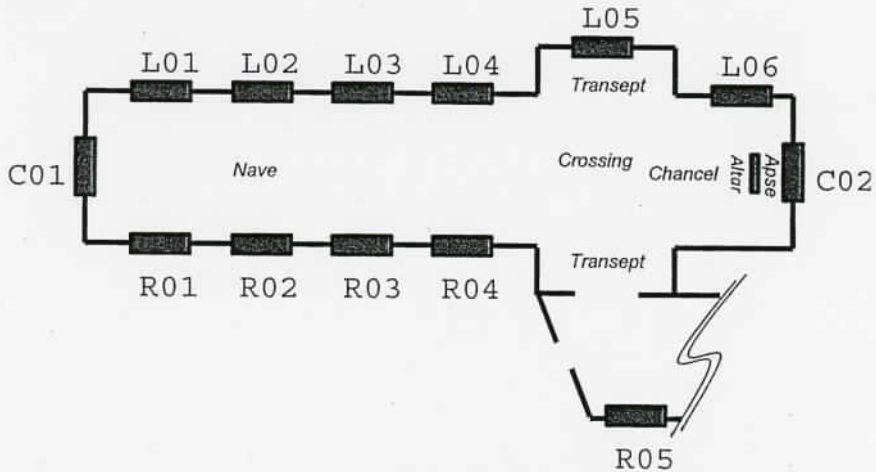 L05
L01 L02 L03 L04 L06
Transept
C01 Nave Crossing Chancel Altar Apse C02
Transept
R01 R02 R03 R04
R05